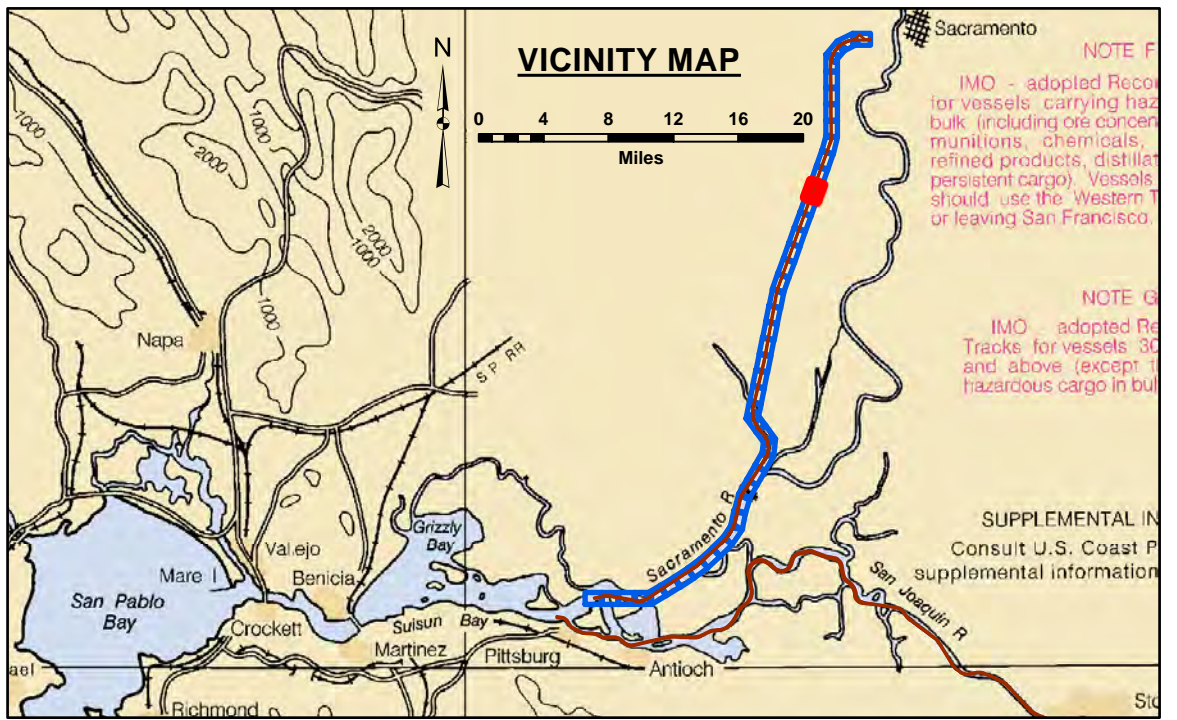 VICINITY MAP
N
0 4 8 12 16 20
Miles
Sacramento
NOTE F
IMO - adopted Recor
for vessels carrying haz
bulk (including ore concen
munitions, chemicals,
refined products, distillat
persistent cargo). Vessels
should use the Western T
or leaving San Francisco.
1000
1000
2000
2000
1000
1000
NOTE G
IMO - adopted Re
Tracks for vessels 30
and above (except t
hazardous cargo in bul
Napa
S P RR
Grizzly
Bay
Sacramento R
SUPPLEMENTAL IN
Consult U.S. Coast P
supplemental information
Val.ejo
Mare I
Benicia
San Pablo
Bay
Crockett
Suisun Bay
San Joaquin R
Martinez
Pittsburg
Antioch
ael
Richmond
Sto